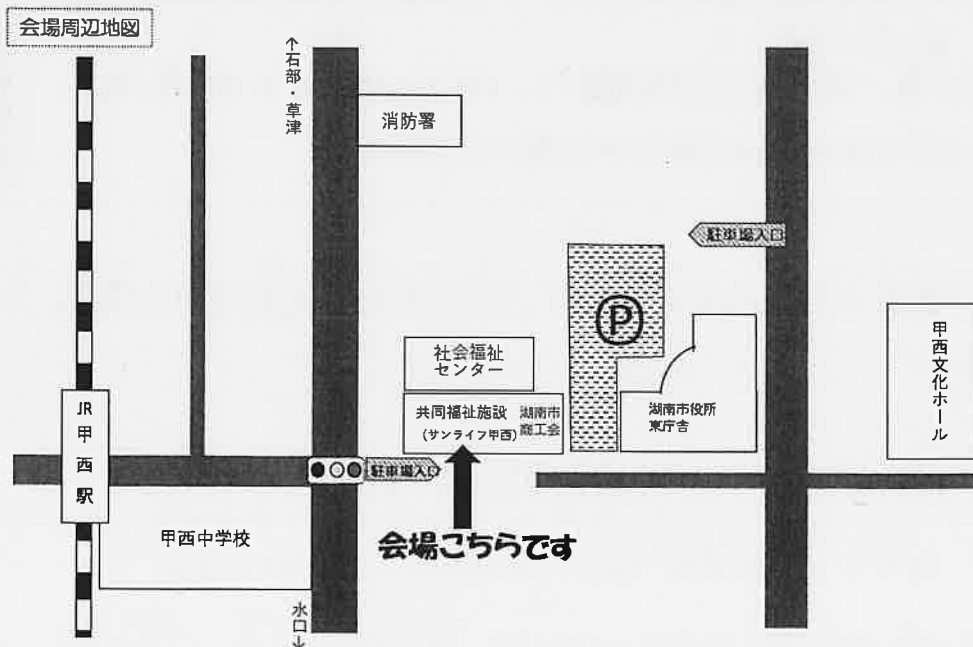 会場周辺地図
↑石部・草津
消防署
駐車場入口
P
社会福祉
センター
甲西文化ホール
共同福祉施設
(サンライフ甲西)
湖南市
商工会
湖南市役所
東庁舎
JR甲西駅
駐車場入口
甲西中学校
会場こちらです
水口↓